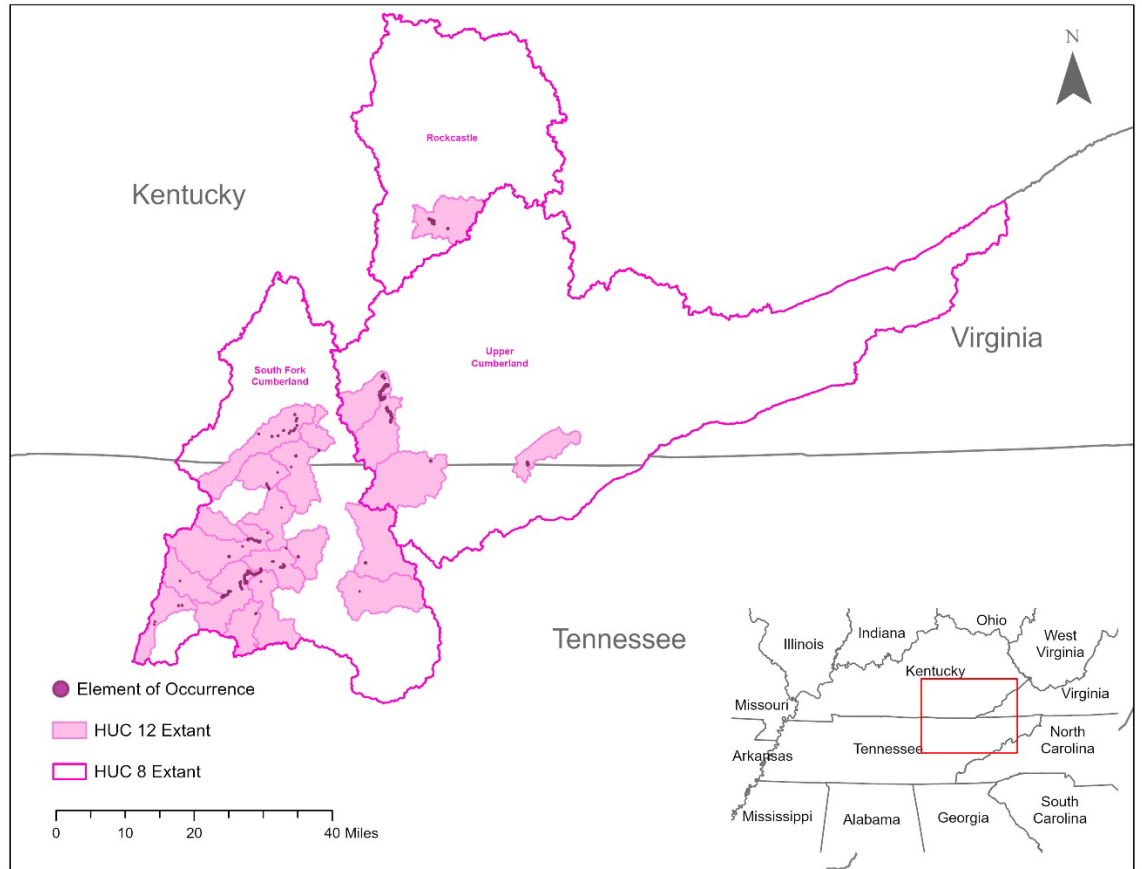 N
Rockcastle
Kentucky
Virginia
Upper
Cumberland
South Fork
Cumberland
Tennessee
Element of Occurrence
HUC 12 Extant
HUC 8 Extant
0 10 20 40 Miles
Ohio
Indiana
Illinois
West
Virginia
Kentucky
Virginia
Missouri
North
Carolina
Tennessee
Arkansas
South
Carolina
Mississippi
Alabama
Georgia